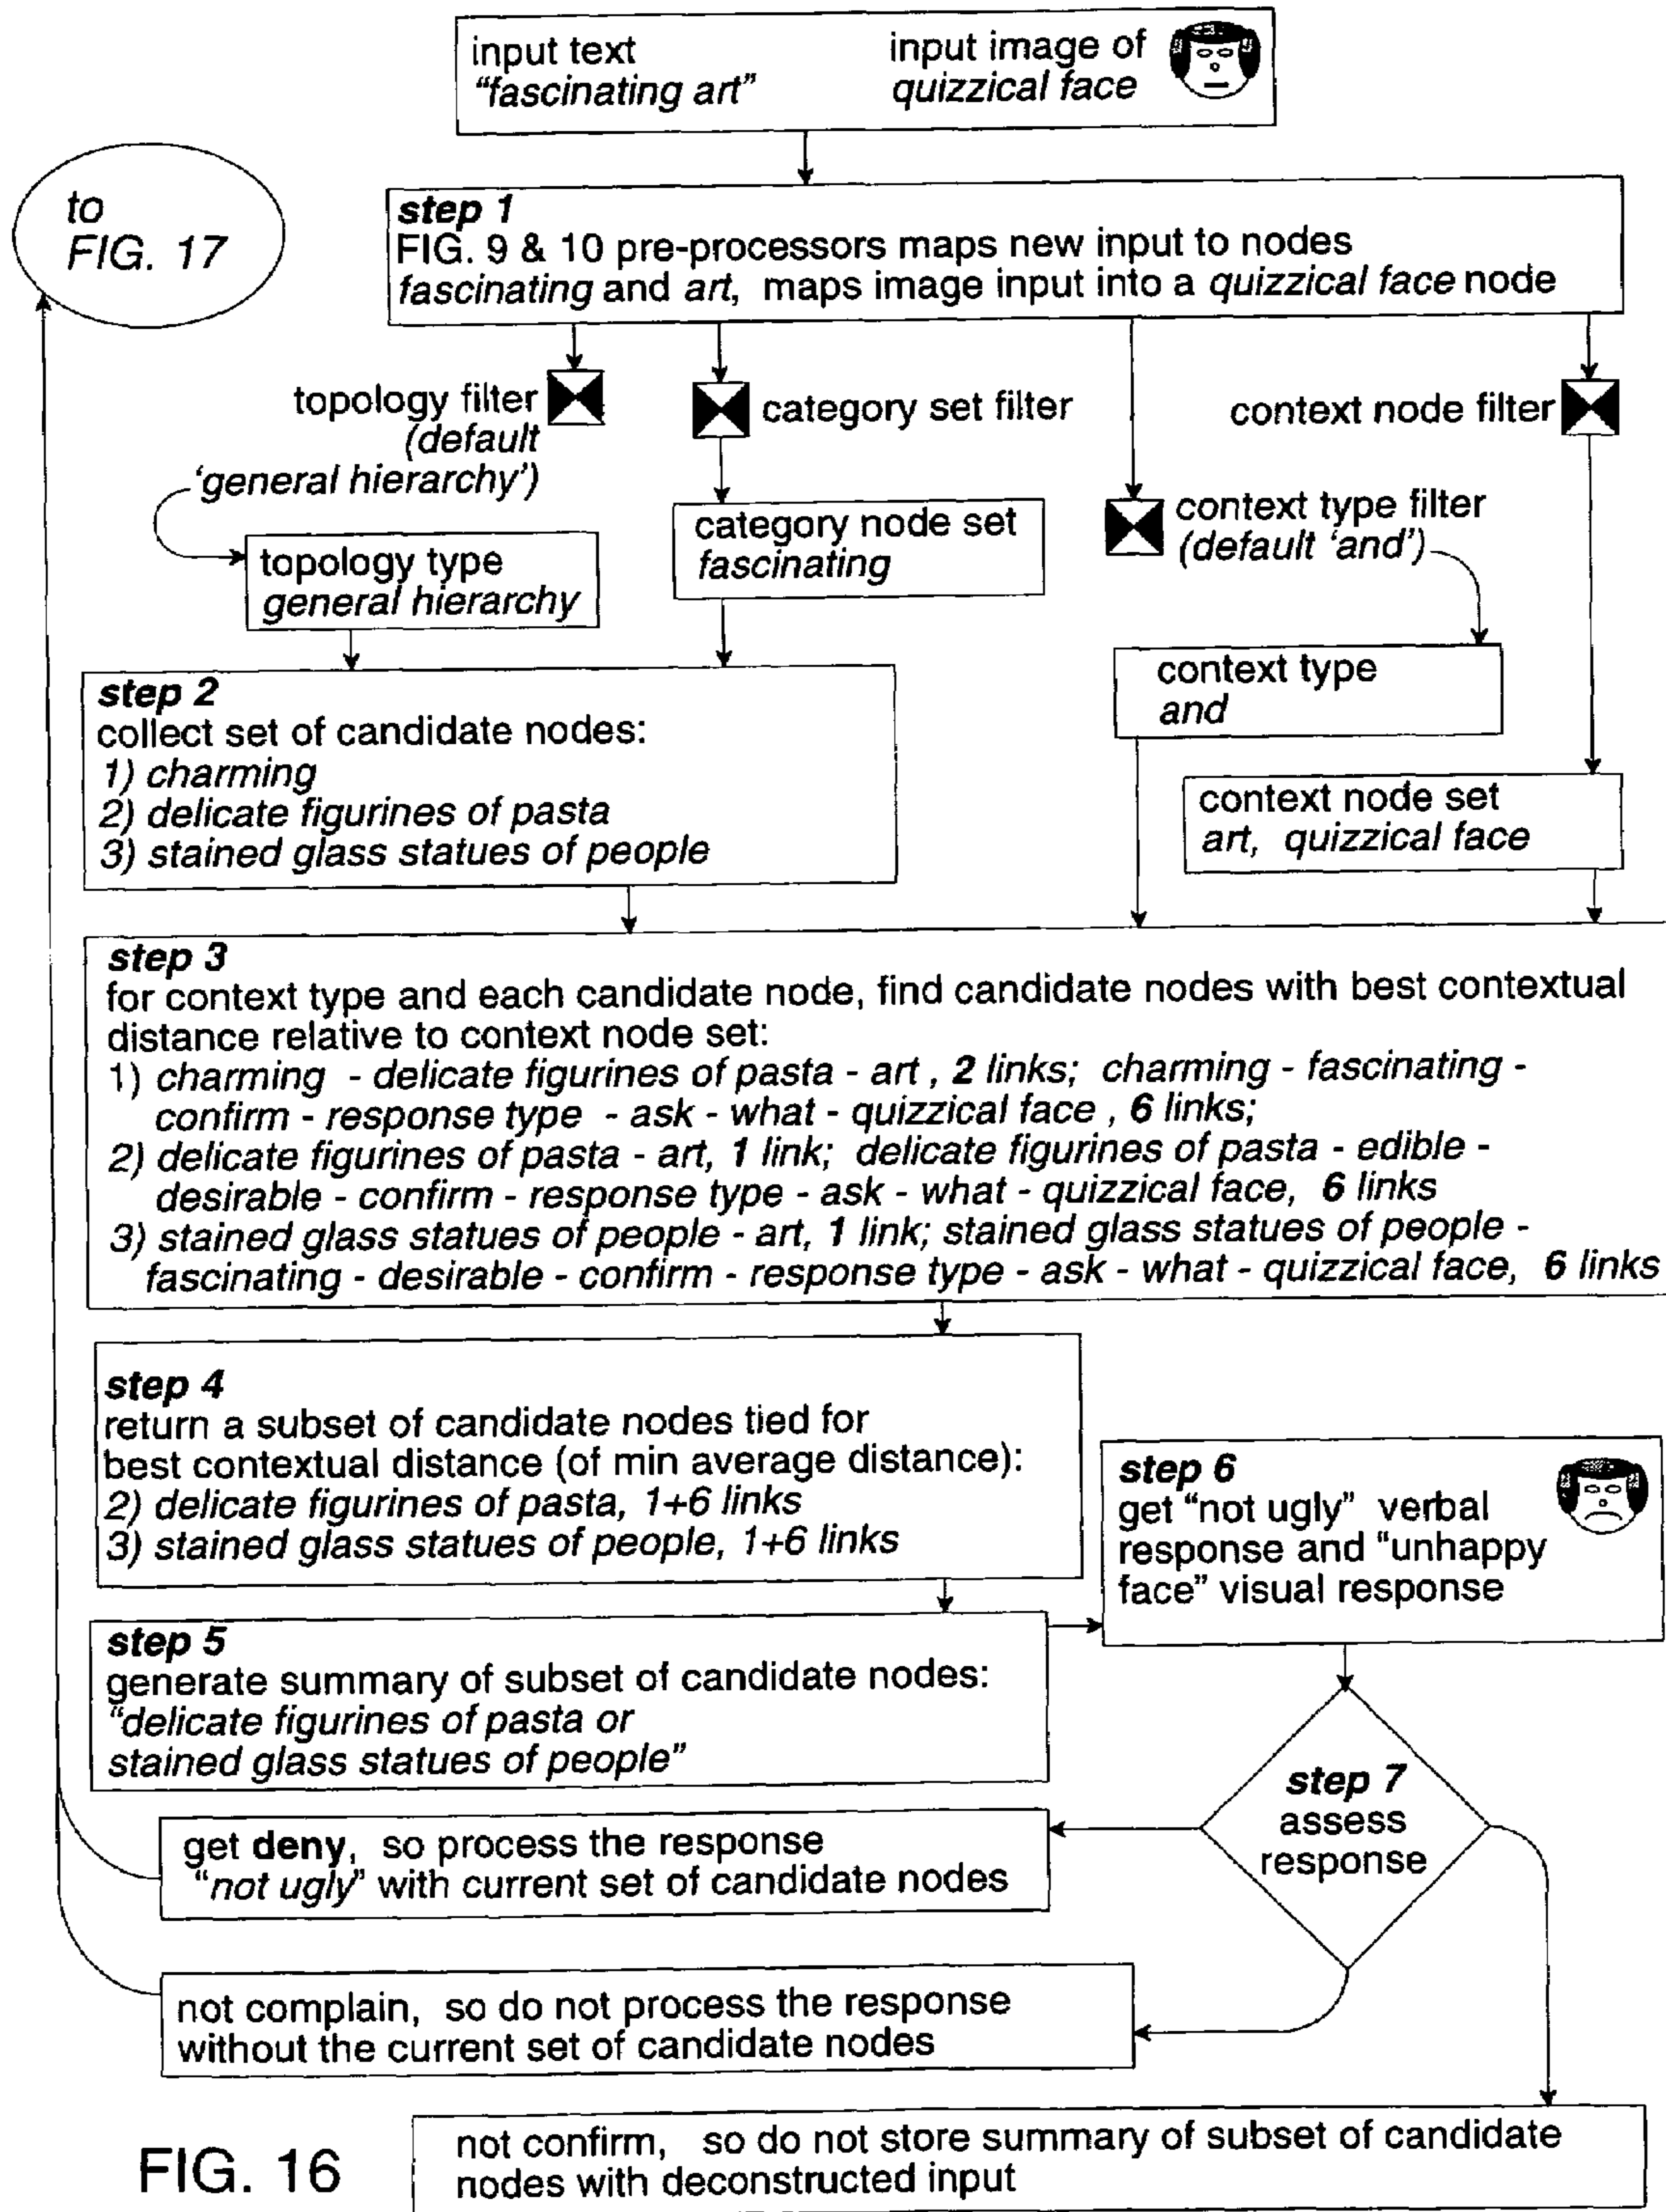 input text
“fascinating art”
input image of
quizzical face
to
FIG. 17
step 1
FIG. 9 & 10 pre-processors maps new input to nodes
fascinating and art, maps image input into a quizzical face node
topology filter
(default
‘general hierarchy’)
category set filter
context node filter
topology type
general hierarchy
category node set
fascinating
context type filter
(default ‘and’)
context type
and
context node set
art, quizzical face
step 2
collect set of candidate nodes:
1) charming
2) delicate figurines of pasta
3) stained glass statues of people
step 3
for context type and each candidate node, find candidate nodes with best contextual
distance relative to context node set:
1) charming - delicate figurines of pasta - art , 2 links; charming - fascinating -
confirm - response type - ask - what - quizzical face , 6 links;
2) delicate figurines of pasta - art, 1 link; delicate figurines of pasta - edible -
desirable - confirm - response type - ask - what - quizzical face, 6 links
3) stained glass statues of people - art, 1 link; stained glass statues of people -
fascinating - desirable - confirm - response type - ask - what - quizzical face, 6 links
step 4
return a subset of candidate nodes tied for
best contextual distance (of min average distance):
2) delicate figurines of pasta, 1+6 links
3) stained glass statues of people, 1+6 links
step 5
generate summary of subset of candidate nodes:
“delicate figurines of pasta or
stained glass statues of people”
step 6
get “not ugly” verbal
response and “unhappy
face” visual response
step 7
assess
response
get deny, so process the response
“not ugly” with current set of candidate nodes
not complain, so do not process the response
without the current set of candidate nodes
not confirm, so do not store summary of subset of candidate
nodes with deconstructed input
FIG. 16